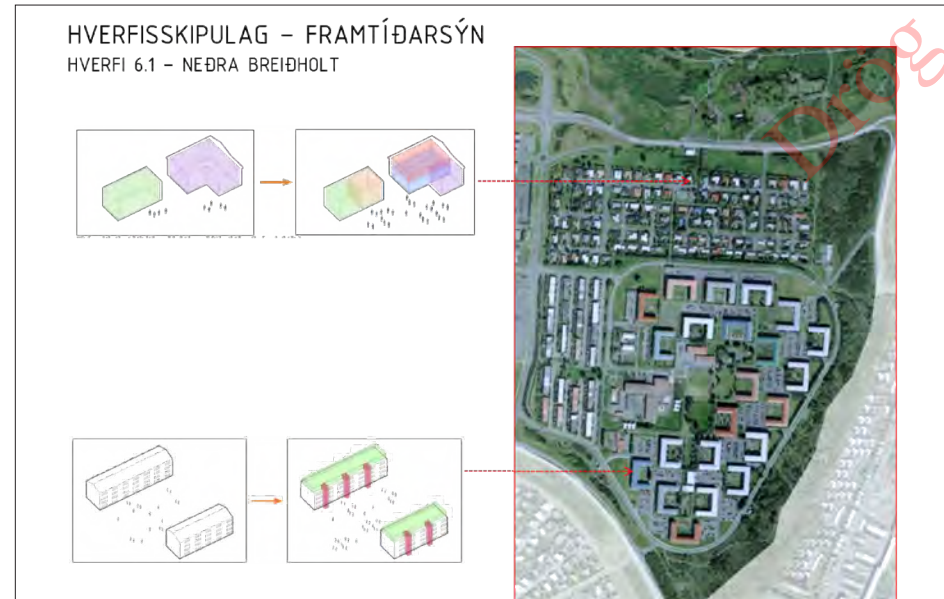 HVERFISSKIPULAG – FRAMTÍÐARSÝN
HVERFI 6.1 – NEÐRA BREIÐHOLT
Drög